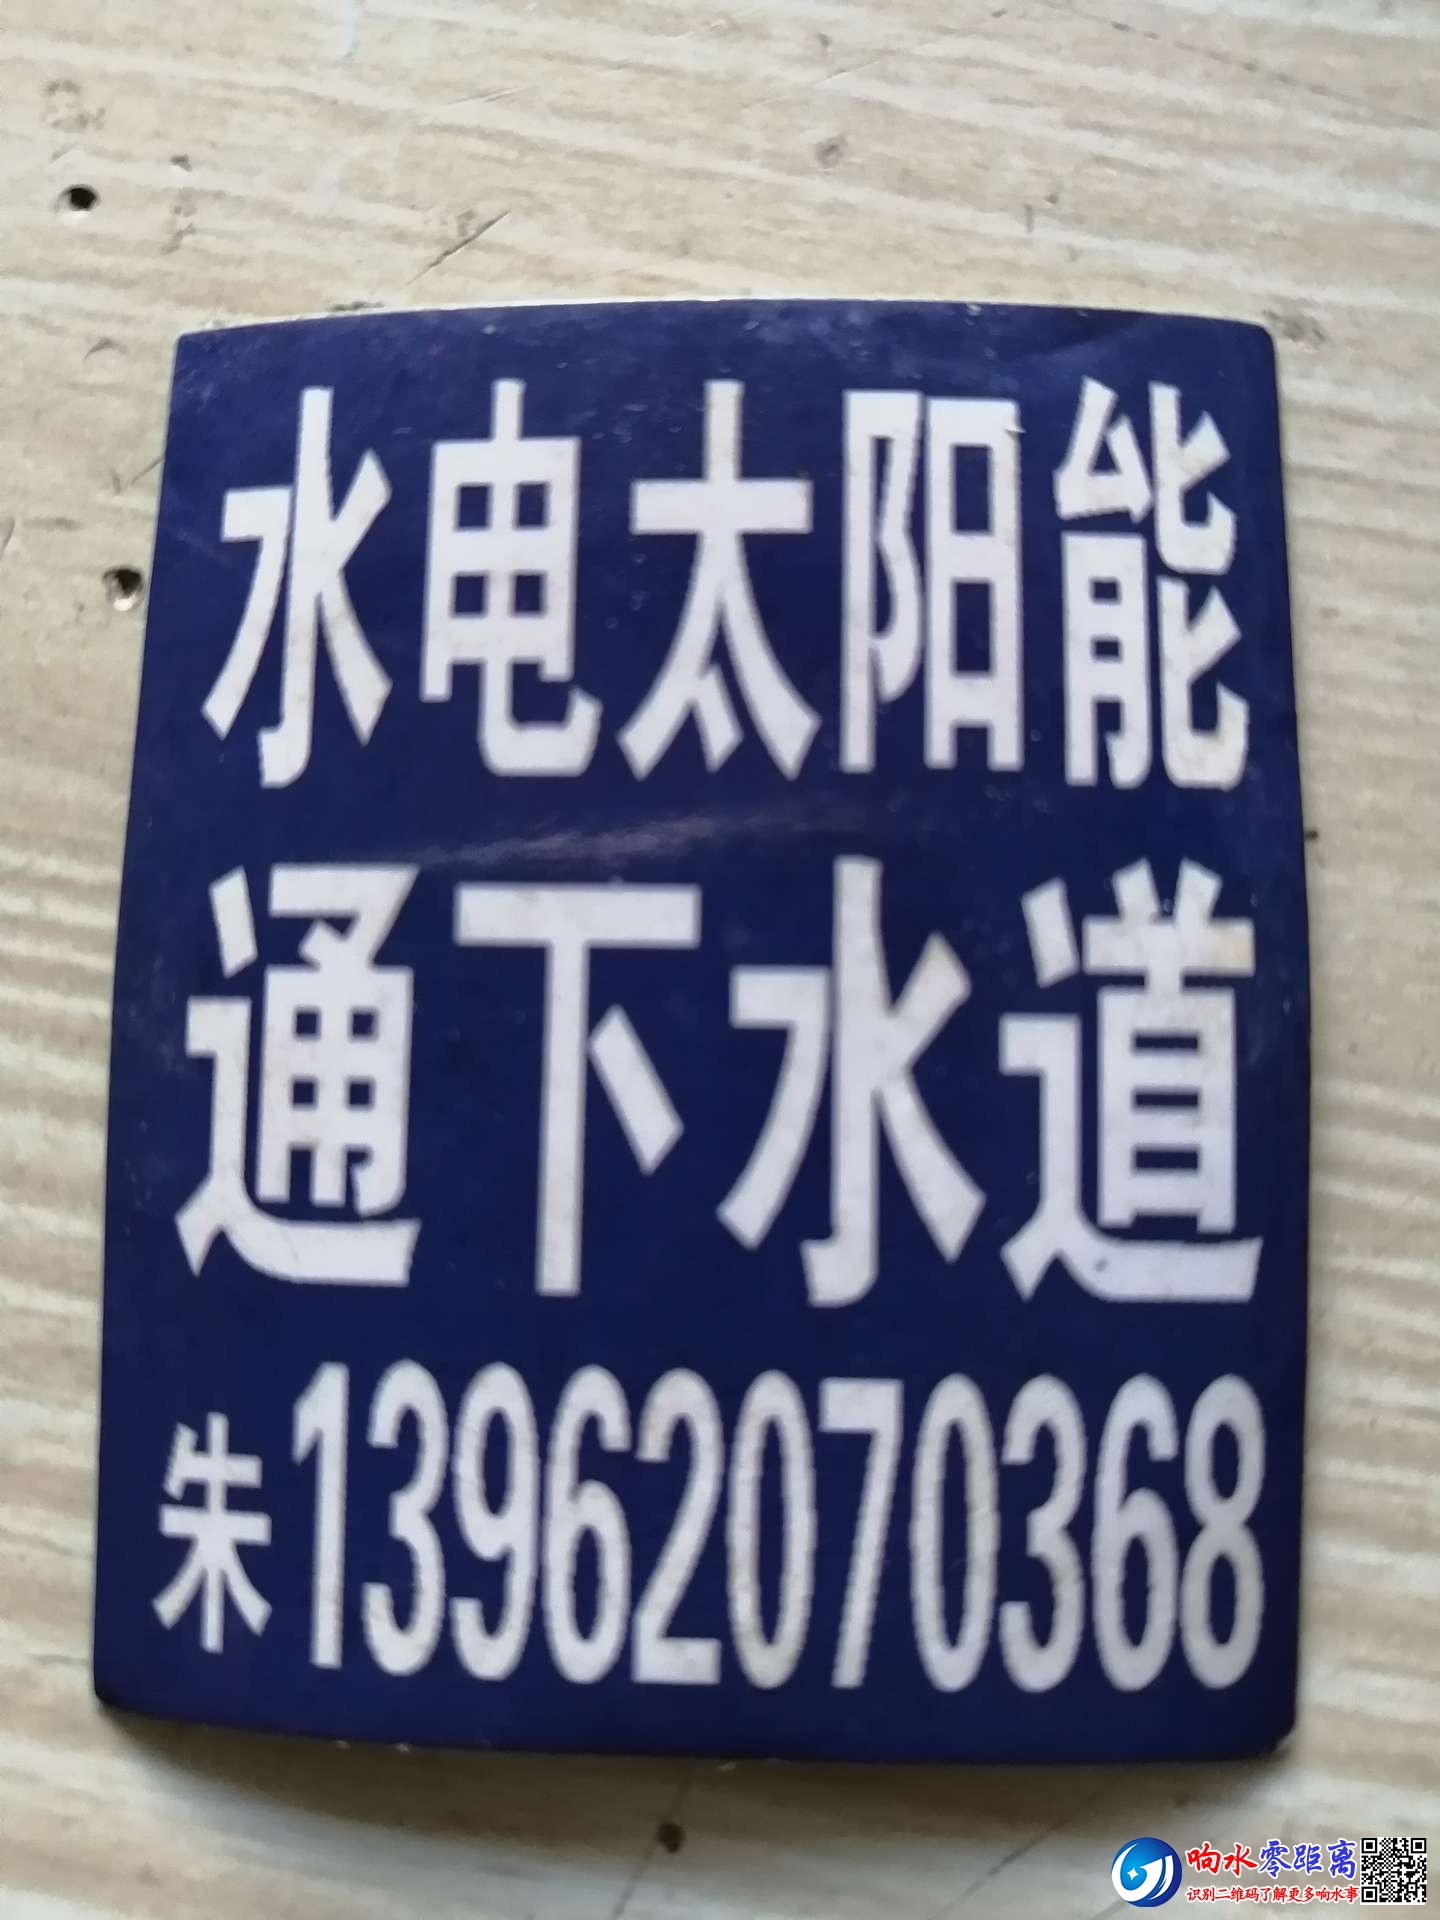 水电太阳能
通下水道
朱13962070368
响水零距离
识别二维码了解更多响水事